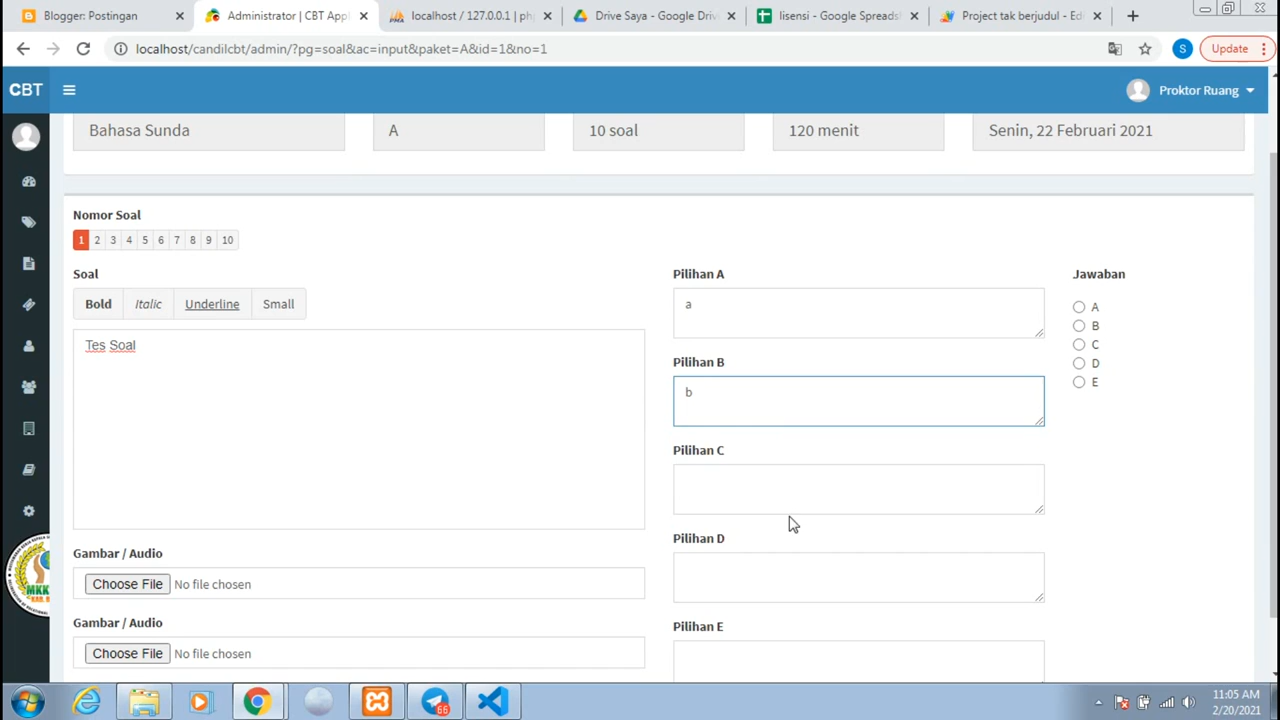 Blogger: Postingan
Administrator | CBT Appl
localhost / 127.0.0.1 | ph
Drive Saya - Google Driv
lisensi - Google Spreads
Project tak berjudul - Edi
localhost/candilcbt/admin/?pg=soal&ac=input&paket=A&id=1&no=1
S
Update
CBT
Proktor Ruang
Bahasa Sunda
A
10 soal
120 menit
Senin, 22 Februari 2021
Nomor Soal
1 2 3 4 5 6 7 8 9 10
Soal
Pilihan A
Jawaban
Bold Italic Underline Small
a
A
B
C
D
E
Tes Soal
Pilihan B
b
Pilihan C
Pilihan D
Gambar / Audio
Choose File No file chosen
Gambar / Audio
Pilihan E
Choose File No file chosen
MKK
66
11:05 AM
2/20/2021